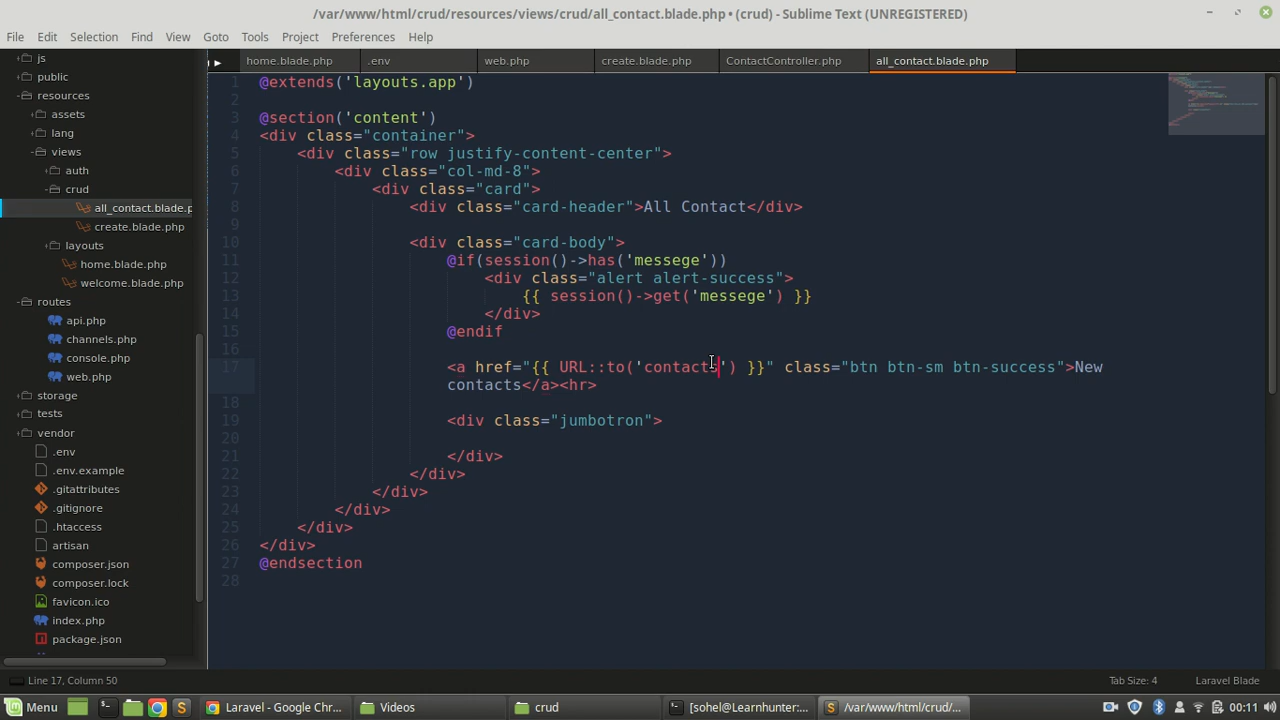 /var/www/html/crud/resources/views/crud/all_contact.blade.php • (crud) - Sublime Text (UNREGISTERED)
File Edit Selection Find View Goto Tools Project Preferences Help
home.blade.php .env web.php create.blade.php ContactController.php all_contact.blade.php
js
public
resources
assets
lang
views
auth
crud
all_contact.blade.p
create.blade.php
layouts
home.blade.php
welcome.blade.php
routes
api.php
channels.php
console.php
web.php
storage
tests
vendor
.env
.env.example
.gitattributes
.gitignore
.htaccess
artisan
composer.json
composer.lock
favicon.ico
index.php
package.json
1 @extends('layouts.app')
2
3 @section('content')
4 <div class="container">
5 <div class="row justify-content-center">
6 <div class="col-md-8">
7 <div class="card">
8 <div class="card-header">All Contact</div>
9
10 <div class="card-body">
11 @if(session()->has('messege'))
12 <div class="alert alert-success">
13 {{ session()->get('messege') }}
14 </div>
15 @endif
16
17 <a href="{{ URL::to('contacts') }}" class="btn btn-sm btn-success">New
contacts</a><hr>
18
19 <div class="jumbotron">
20
21 </div>
22 </div>
23 </div>
24 </div>
25 </div>
26 </div>
27 @endsection
28
Line 17, Column 50 Tab Size: 4 Laravel Blade
Menu Laravel - Google Chr... Videos crud [sohel@Learnhunter:... /var/www/html/crud/... 00:11